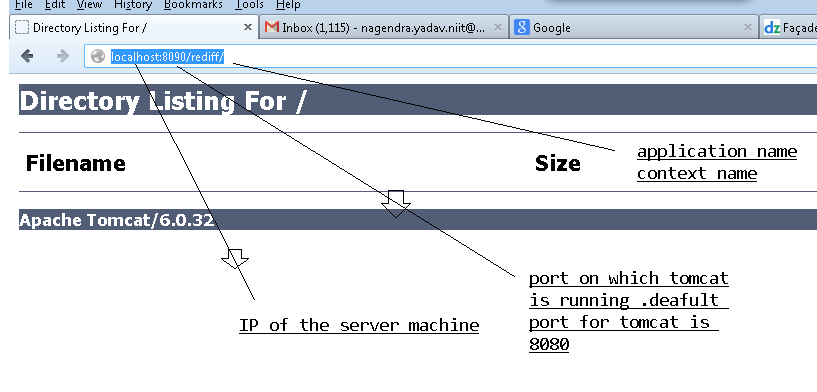 File Edit View History Bookmarks Tools Help
Directory Listing For / Inbox (1,115) - nagendra.yadav.niit@... Google dz Façade
localhost:8090/rediff/
Directory Listing For /
application name
context name
Filename Size
Apache Tomcat/6.0.32
port on which tomcat
is running .deafult
port for tomcat is
8080
IP of the server machine